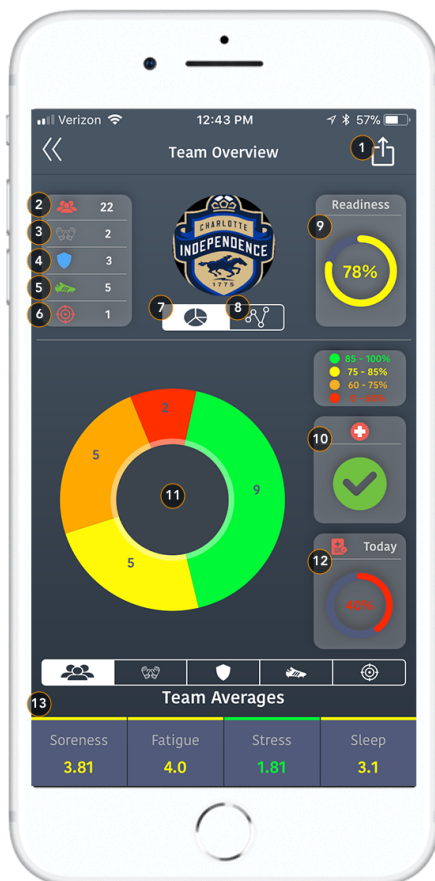 Verizon 12:43 PM 57%
Team Overview
1
2 22
3 2
4 3
5 5
6 1
CHARLOTTE
INDEPENDENCE
1775
7 8
Readiness
9
78%
85 - 100%
75 - 85%
60 - 75%
2
5
9
5
11
10
Today
12
40%
Team Averages
13
Soreness Fatigue Stress Sleep
3.81 4.0 1.81 3.1